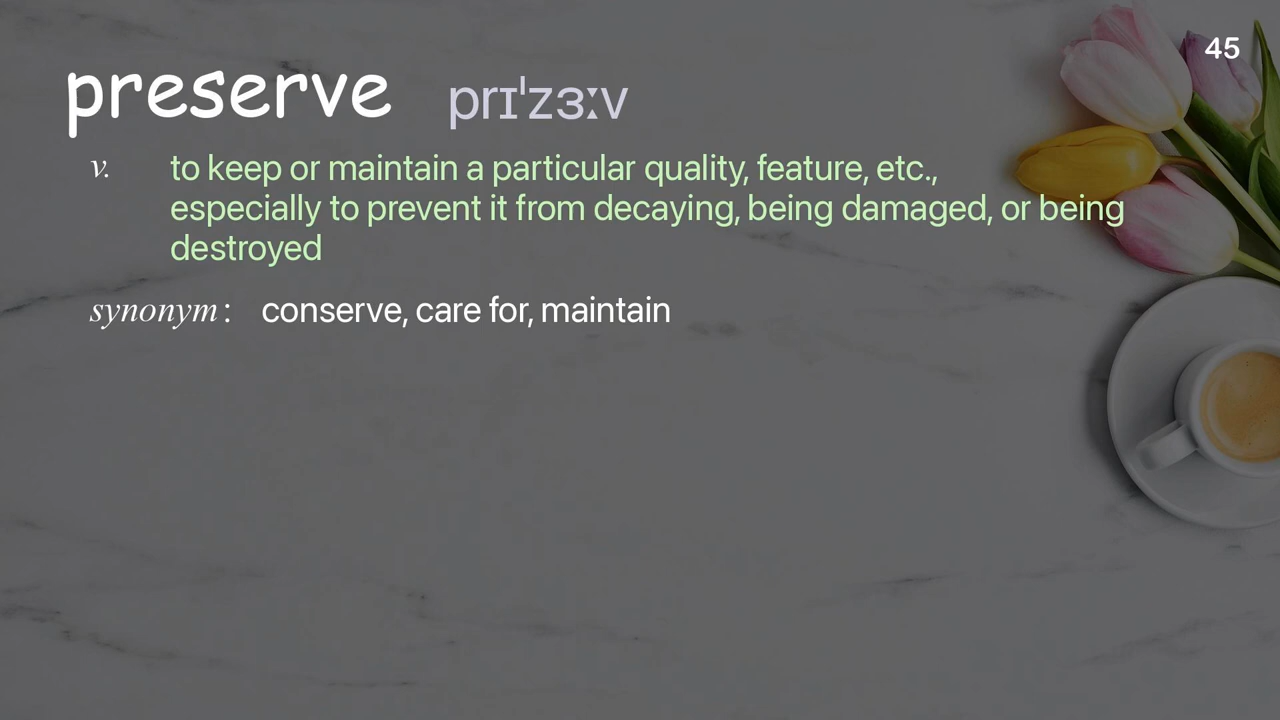 45
preserve prɪˈzɜːv
v. to keep or maintain a particular quality, feature, etc.,
especially to prevent it from decaying, being damaged, or being
destroyed
synonym: conserve, care for, maintain